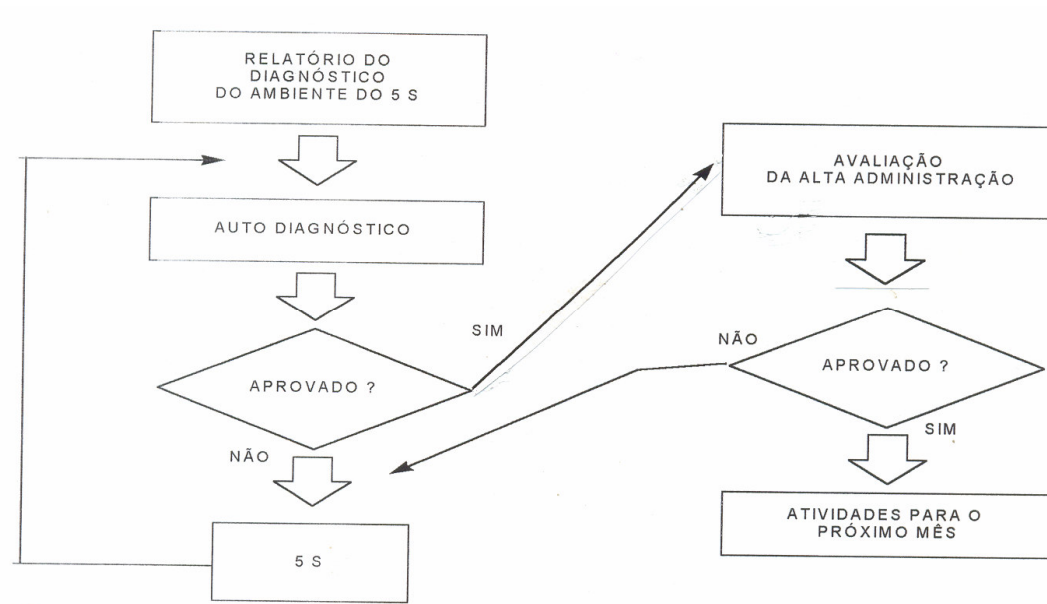 RELATÓRIO DO
DIAGNÓSTICO
DO AMBIENTE DO 5 S
AUTO DIAGNÓSTICO
APROVADO ?
SIM
NÃO
5 S
AVALIAÇÃO
DA ALTA ADMINISTRAÇÃO
APROVADO ?
NÃO
SIM
ATIVIDADES PARA O
PRÓXIMO MÊS